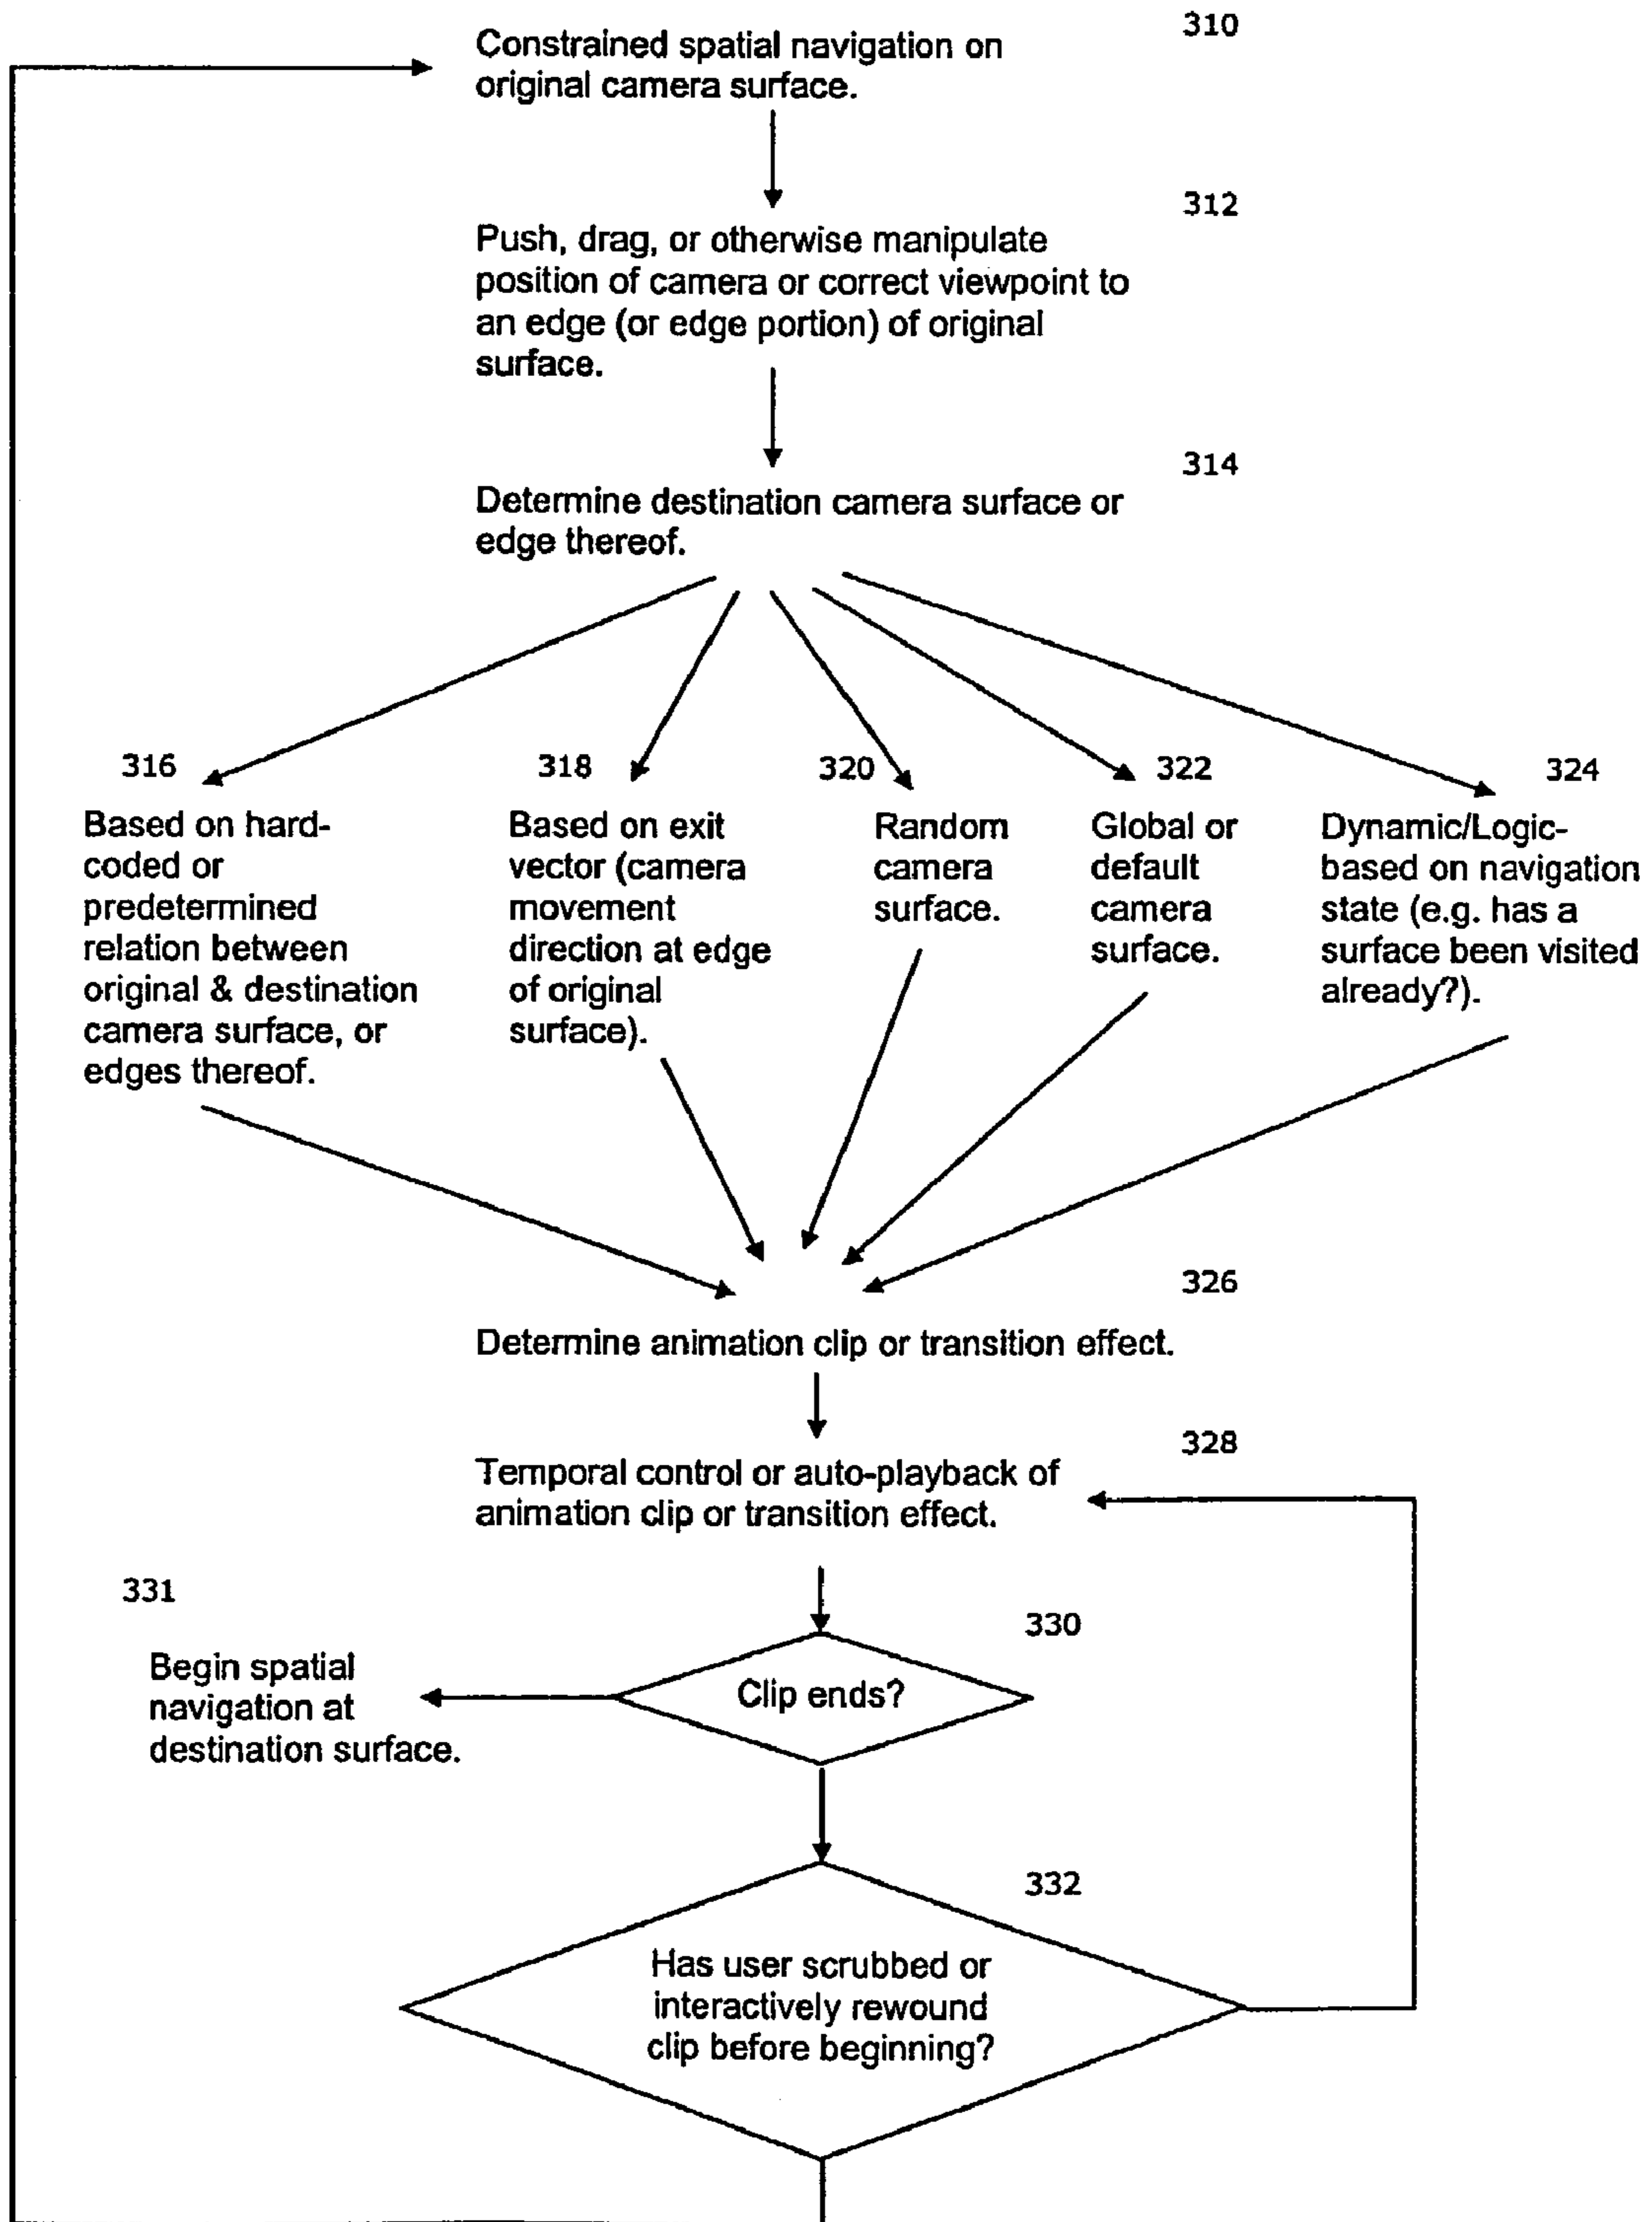 310
Constrained spatial navigation on
original camera surface.
312
Push, drag, or otherwise manipulate
position of camera or correct viewpoint to
an edge (or edge portion) of original
surface.
314
Determine destination camera surface or
edge thereof.
316
Based on hard-
coded or
predetermined
relation between
original & destination
camera surface, or
edges thereof.
318
Based on exit
vector (camera
movement
direction at edge
of original
surface).
320
Random
camera
surface.
322
Global or
default
camera
surface.
324
Dynamic/Logic-
based on navigation
state (e.g. has a
surface been visited
already?).
326
Determine animation clip or transition effect.
328
Temporal control or auto-playback of
animation clip or transition effect.
331
Begin spatial
navigation at
destination surface.
330
Clip ends?
332
Has user scrubbed or
interactively rewound
clip before beginning?